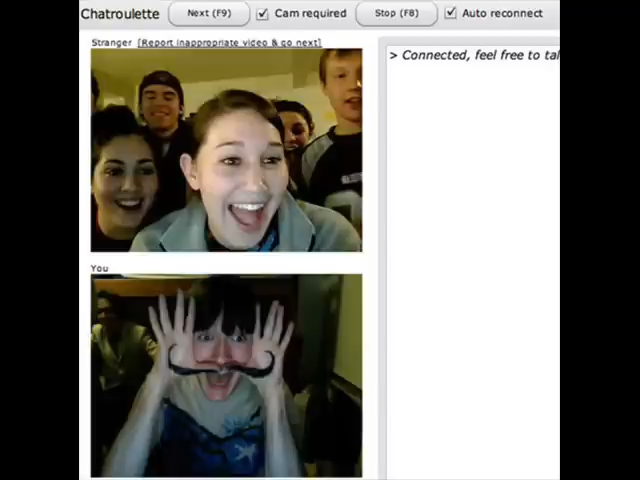 Chatroulette Next (F9) Cam required Stop (F8) Auto reconnect
Stranger [Report inappropriate video & go next]
> Connected, feel free to tal
You